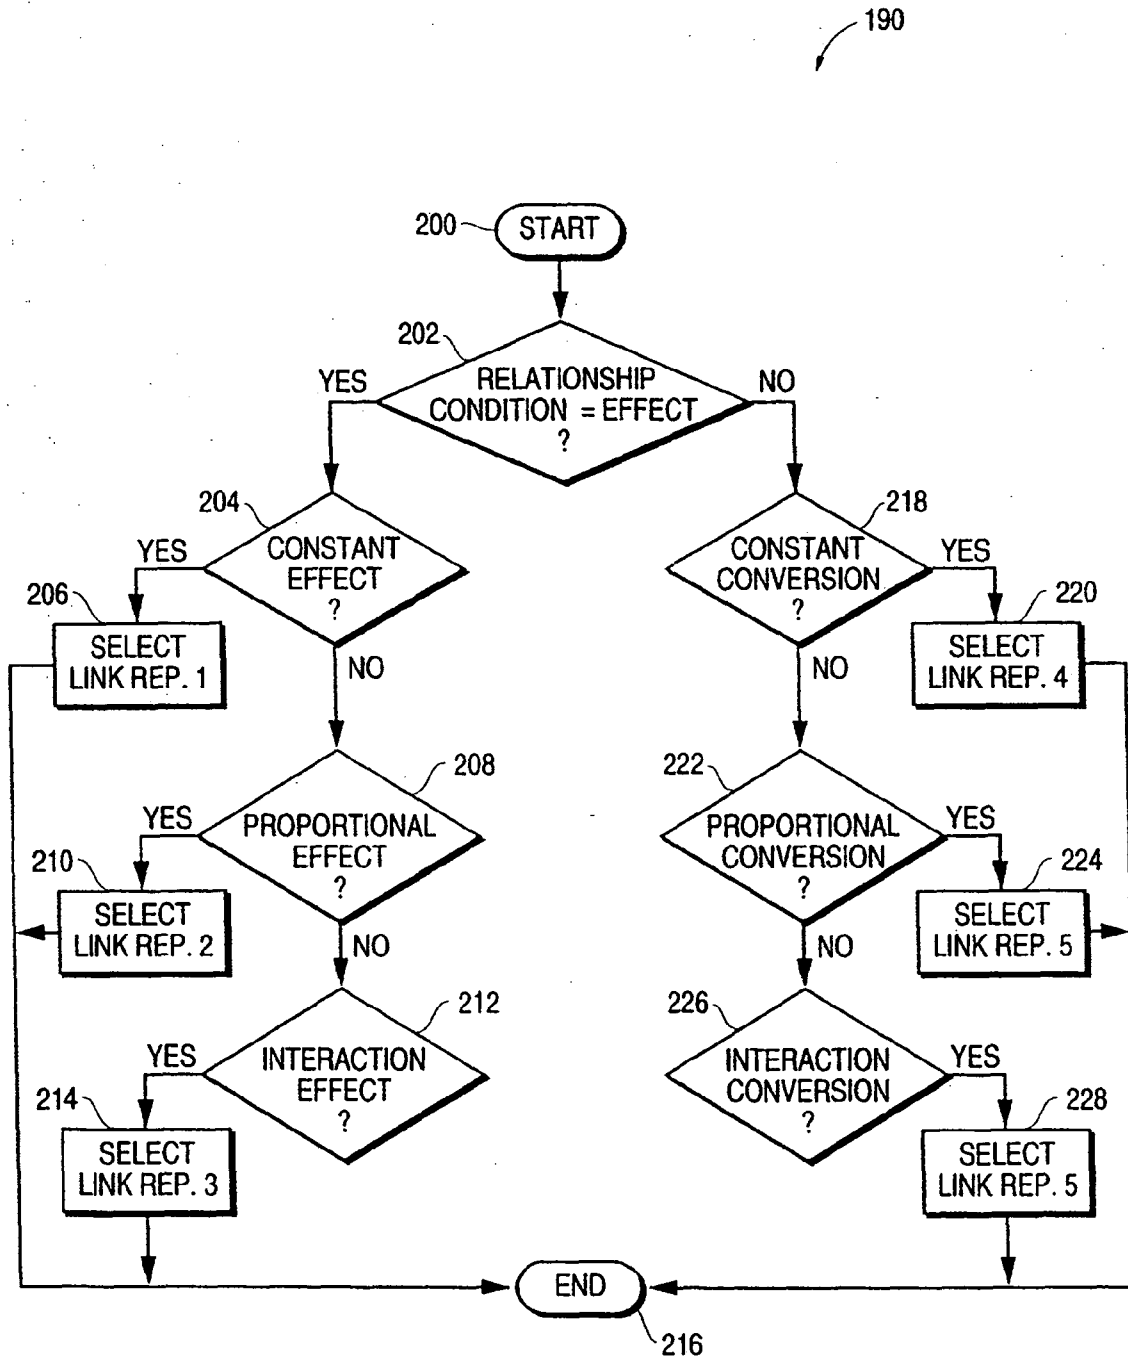 190
200
START
202
YES
RELATIONSHIP
CONDITION = EFFECT
?
NO
204
CONSTANT
EFFECT
?
YES
206
SELECT
LINK REP. 1
NO
218
CONSTANT
CONVERSION
?
YES
220
SELECT
LINK REP. 4
NO
208
PROPORTIONAL
EFFECT
?
YES
210
SELECT
LINK REP. 2
NO
222
PROPORTIONAL
CONVERSION
?
YES
224
SELECT
LINK REP. 5
NO
212
INTERACTION
EFFECT
?
YES
214
SELECT
LINK REP. 3
226
INTERACTION
CONVERSION
?
YES
228
SELECT
LINK REP. 5
END
216